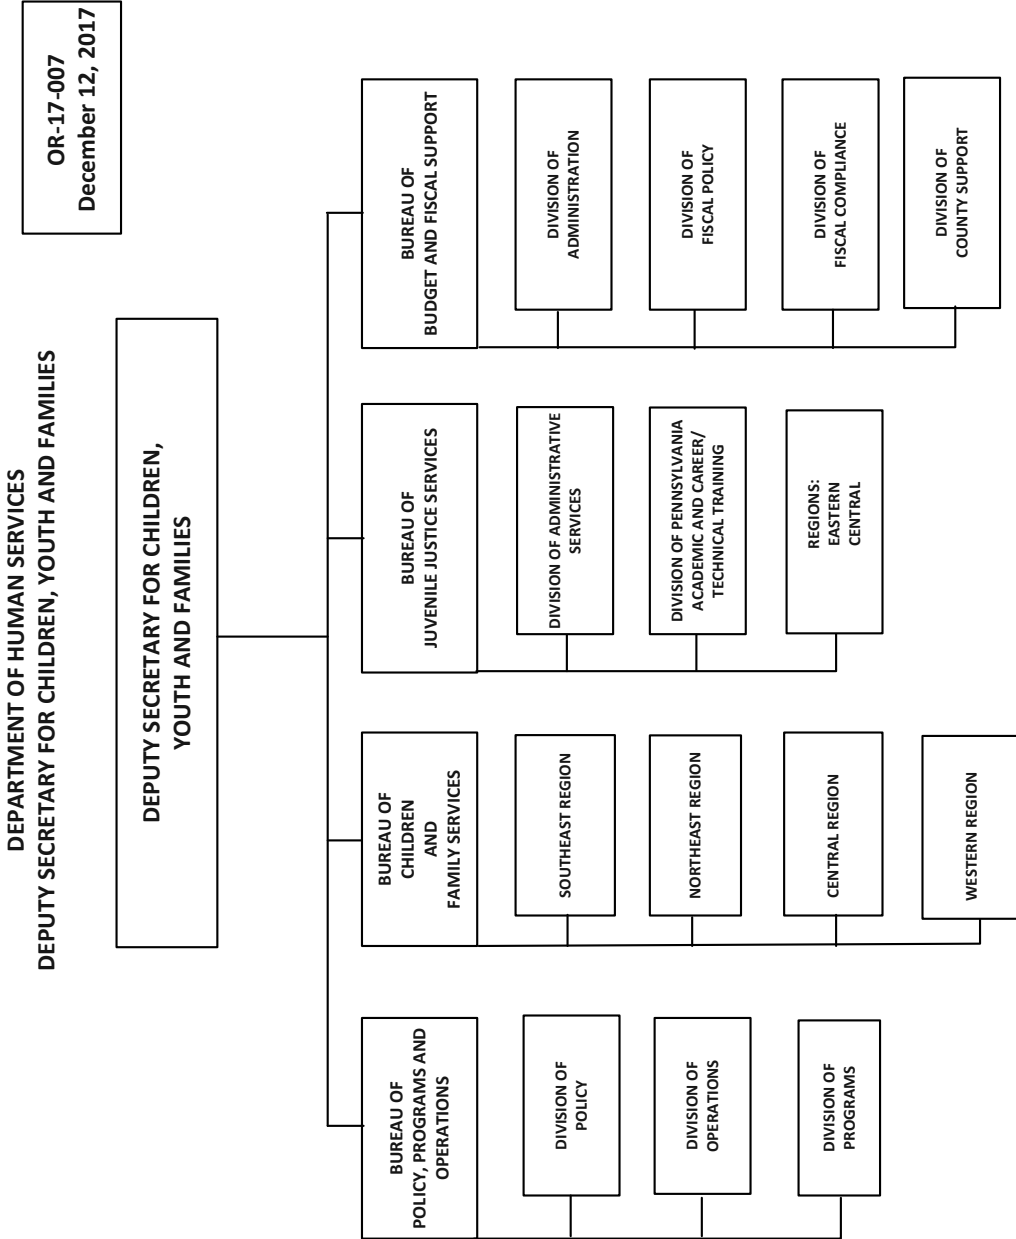 DEPARTMENT OF HUMAN SERVICES
DEPUTY SECRETARY FOR CHILDREN, YOUTH AND FAMILIES
OR-17-007
December 12, 2017
DEPUTY SECRETARY FOR CHILDREN,
YOUTH AND FAMILIES
BUREAU OF
POLICY, PROGRAMS AND
OPERATIONS
DIVISION OF
POLICY
DIVISION OF
OPERATIONS
DIVISION OF
PROGRAMS
BUREAU OF
CHILDREN
AND
FAMILY SERVICES
SOUTHEAST REGION
NORTHEAST REGION
CENTRAL REGION
WESTERN REGION
BUREAU OF
JUVENILE JUSTICE SERVICES
DIVISION OF ADMINISTRATIVE
SERVICES
DIVISION OF PENNSYLVANIA
ACADEMIC AND CAREER/
TECHNICAL TRAINING
REGIONS:
EASTERN
CENTRAL
BUREAU OF
BUDGET AND FISCAL SUPPORT
DIVISION OF
ADMINISTRATION
DIVISION OF
FISCAL POLICY
DIVISION OF
FISCAL COMPLIANCE
DIVISION OF
COUNTY SUPPORT